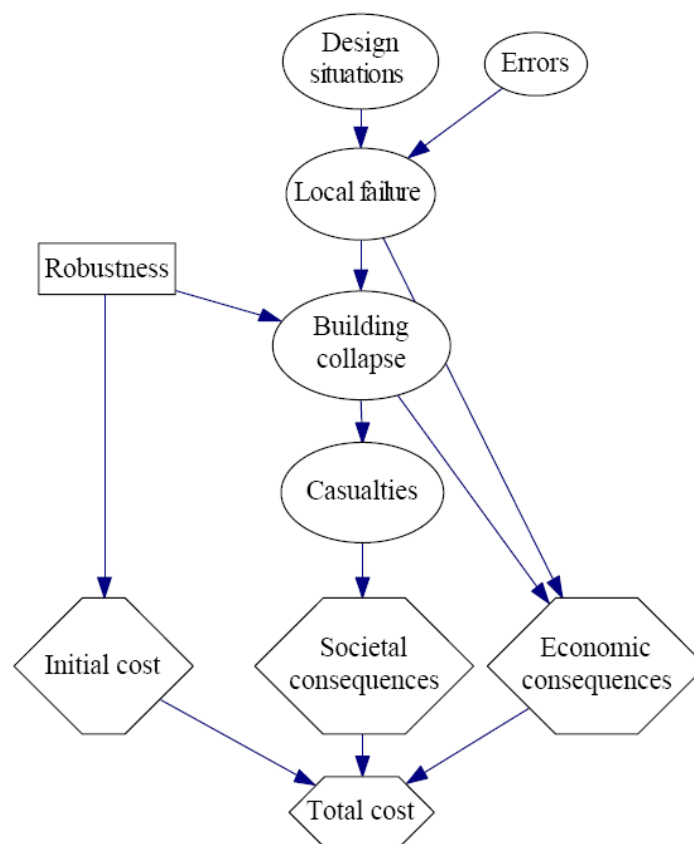 Design
situations
Errors
Local failure
Robustness
Building
collapse
Casualties
Initial cost
Societal
consequences
Economic
consequences
Total cost